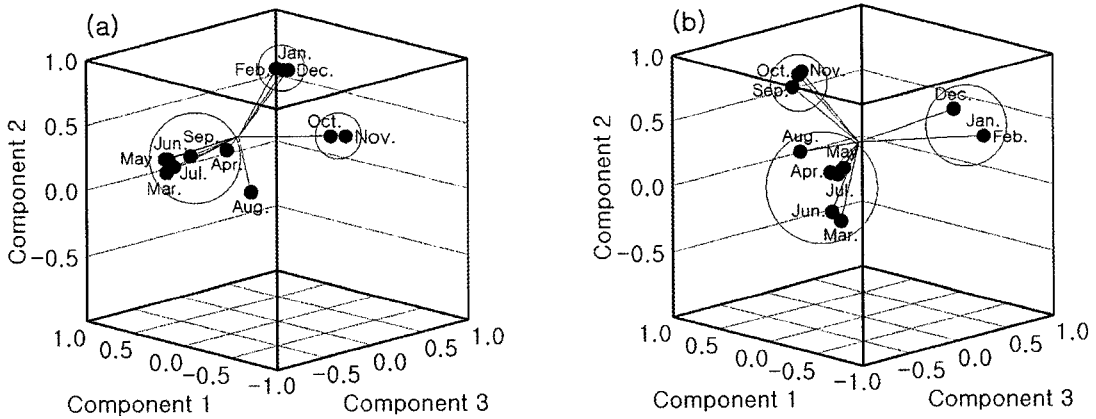 (a)
Jan.
Feb. Dec.
Oct.
Nov.
Jun. Sep.
May
Apr.
Jul.
Mar.
Aug.
1.0
0.5
0.0
-0.5
Component 2
1.0 0.5 0.0 -0.5 -1.0 -0.5 0.0 0.5 1.0
Component 1 Component 3
(b)
Oct. Nov.
Sep.
Dec.
Jan.
Feb.
Aug.
May
Apr.
Jul.
Jun.
Mar.
1.0
0.5
0.0
-0.5
Component 2
1.0 0.5 0.0 -0.5 -1.0 -0.5 0.0 0.5 1.0
Component 1 Component 3